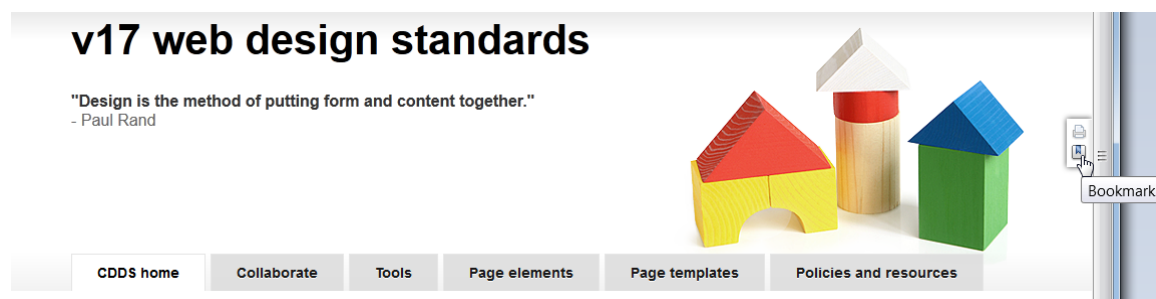 v17 web design standards
"Design is the method of putting form and content together."
- Paul Rand
Bookmark
CDDS home Collaborate Tools Page elements Page templates Policies and resources